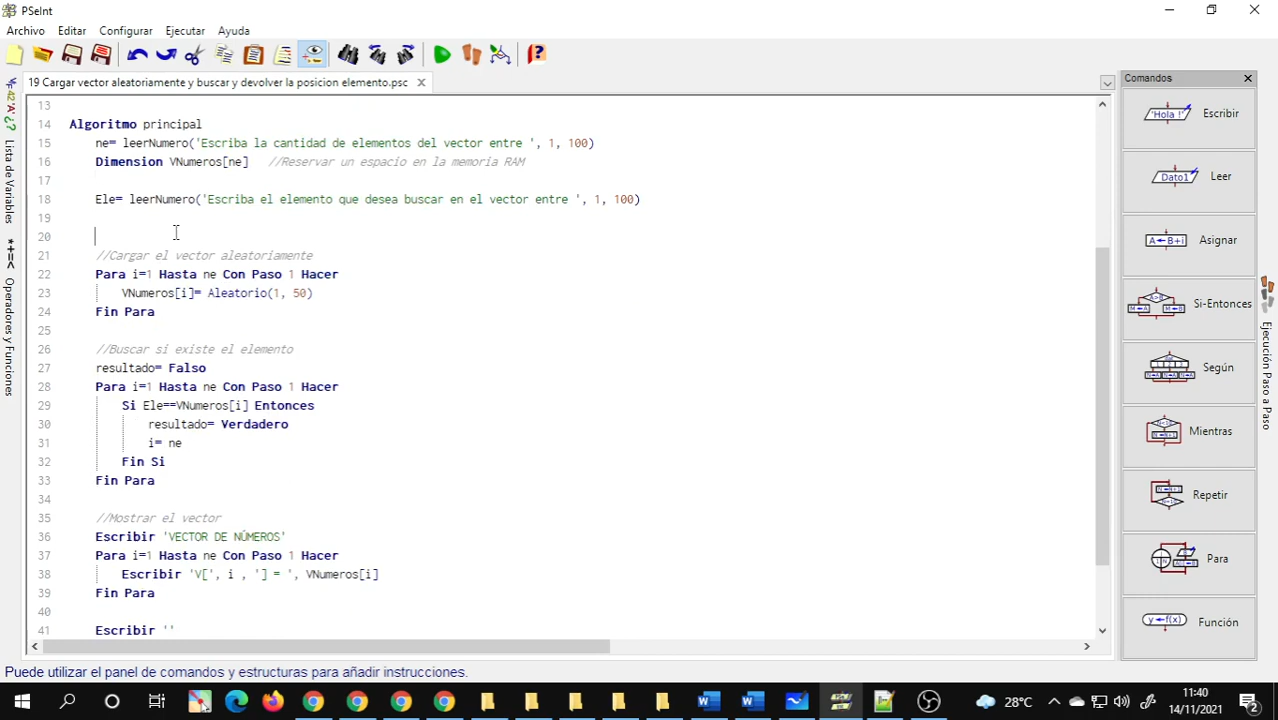 PSeInt
Archivo Editar Configurar Ejecutar Ayuda
19 Cargar vector aleatoriamente y buscar y devolver la posicion elemento.psc
Comandos
13
14 Algoritmo principal
15 ne= leerNumero('Escriba la cantidad de elementos del vector entre ', 1, 100)
16 Dimension VNumeros[ne] //Reservar un espacio en la memoria RAM
17
18 Ele= leerNumero('Escriba el elemento que desea buscar en el vector entre ', 1, 100)
19
20
21 //Cargar el vector aleatoriamente
22 Para i=1 Hasta ne Con Paso 1 Hacer
23 VNumeros[i]= Aleatorio(1, 50)
24 Fin Para
25
26 //Buscar si existe el elemento
27 resultado= Falso
28 Para i=1 Hasta ne Con Paso 1 Hacer
29 Si Ele==VNumeros[i] Entonces
30 resultado= Verdadero
31 i= ne
32 Fin Si
33 Fin Para
34
35 //Mostrar el vector
36 Escribir 'VECTOR DE NÚMEROS'
37 Para i=1 Hasta ne Con Paso 1 Hacer
38 Escribir 'V[', i , '] = ', VNumeros[i]
39 Fin Para
40
41 Escribir ''
Lista de Variables
Operadores y Funciones
Escribir
Leer
Asignar
Si-Entonces
Según
Mientras
Repetir
Para
Función
Ejecución Paso a Paso
Puede utilizar el panel de comandos y estructuras para añadir instrucciones.
28°C
11:40
14/11/2021
2